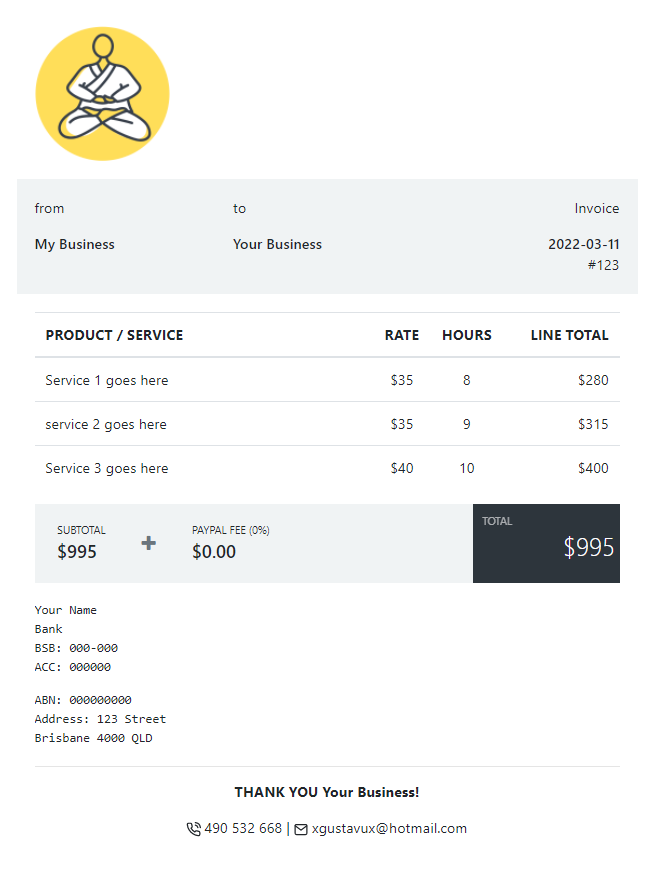 from to Invoice
My Business Your Business 2022-03-11
#123
PRODUCT / SERVICE RATE HOURS LINE TOTAL
Service 1 goes here $35 8 $280
service 2 goes here $35 9 $315
Service 3 goes here $40 10 $400
SUBTOTAL PAYPAL FEE (0%) TOTAL
$995 + $0.00 $995
Your Name
Bank
BSB: 000-000
ACC: 000000
ABN: 000000000
Address: 123 Street
Brisbane 4000 QLD
THANK YOU Your Business!
490 532 668 | xgustavux@hotmail.com